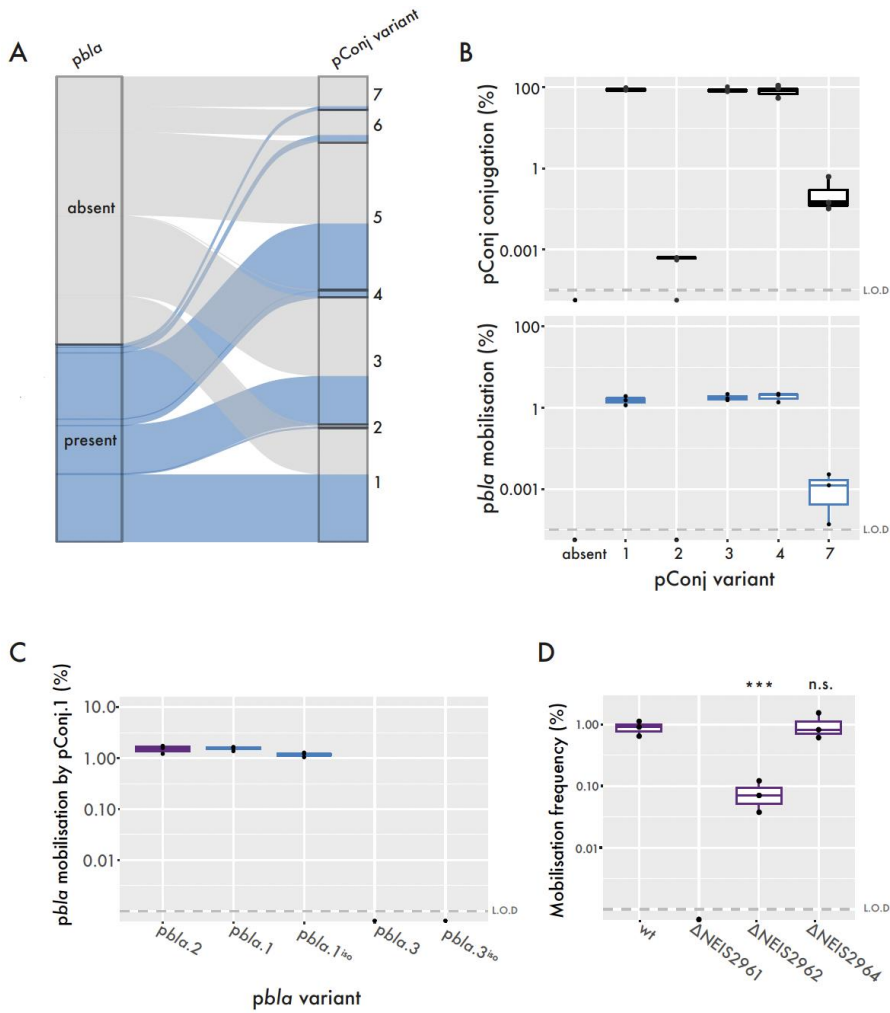 A
pbla
pConj variant
absent
present
7
6
5
4
3
2
1
B
pConj conjugation (%)
100
1
0.001
L.O.D
pbla mobilisation (%)
100
1
0.001
L.O.D
absent 1 2 3 4 7
pConj variant
C
pbla mobilisation by pConj.1 (%)
10.0
1.00
0.10
0.01
L.O.D
pbla.2 pbla.1 pbla.1iso pbla.3 pbla.3iso
pbla variant
D
*** n.s.
Mobilisation frequency (%)
1.00
0.10
0.01
L.O.D
wt ΔNEIS2961 ΔNEIS2962 ΔNEIS2964